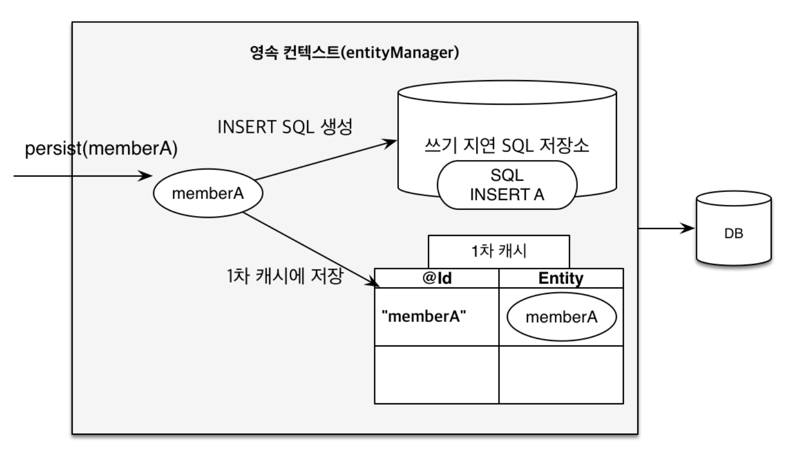 영속 컨텍스트(entityManager)
INSERT SQL 생성
persist(memberA)
쓰기 지연 SQL 저장소
memberA
SQL
INSERT A
DB
1차 캐시
1차 캐시에 저장
@Id
Entity
"memberA"
memberA